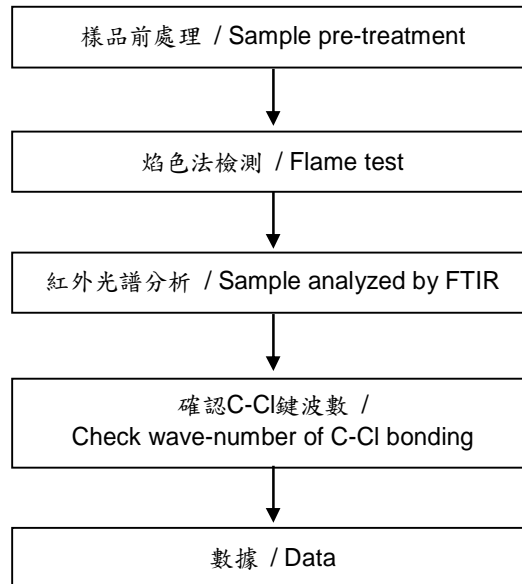 樣品前處理 / Sample pre-treatment
焰色法檢測 / Flame test
紅外光譜分析 / Sample analyzed by FTIR
確認C-Cl鍵波數 /
Check wave-number of C-Cl bonding
數據 / Data